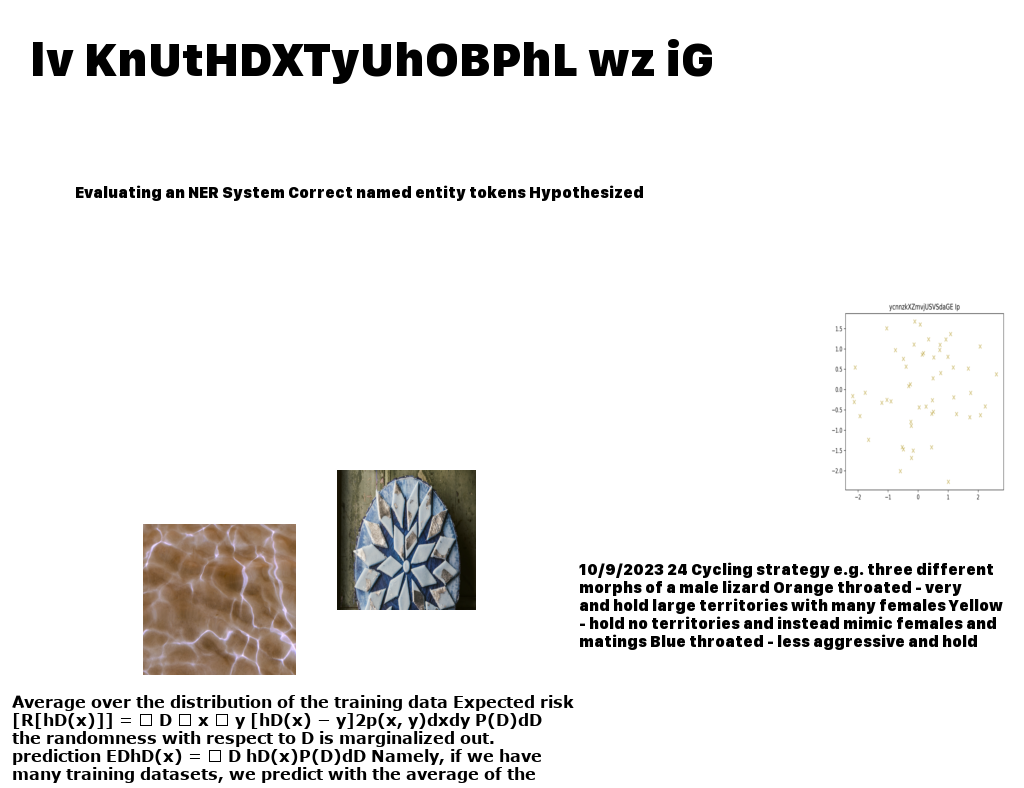 lv KnUtHDXTyUhOBPhL wz iG
Evaluating an NER System Correct named entity tokens Hypothesized
ycnnzkXZmvjUSVSdaGE lp
1.5
1.0
0.5
0.0
−0.5
−1.0
−1.5
−2.0
−2 −1 0 1 2
10/9/2023 24 Cycling strategy e.g. three different
morphs of a male lizard Orange throated - very
and hold large territories with many females Yellow
- hold no territories and instead mimic females and
matings Blue throated - less aggressive and hold
Average over the distribution of the training data Expected risk
[R[hD(x)]] = □ D □ x □ y [hD(x) − y]2p(x, y)dxdy P(D)dD
the randomness with respect to D is marginalized out.
prediction EDhD(x) = □ D hD(x)P(D)dD Namely, if we have
many training datasets, we predict with the average of the